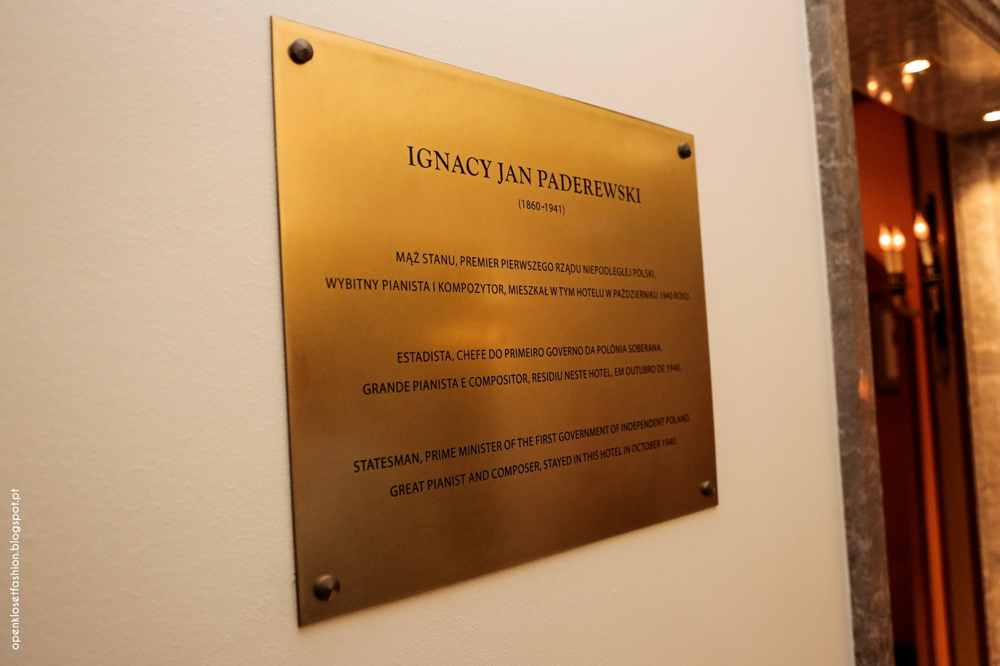 IGNACY JAN PADEREWSKI
(1860-1941)
MĄŻ STANU, PREMIER PIERWSZEGO RZĄDU NIEPODLEGŁEJ POLSKI,
WYBITNY PIANISTA I KOMPOZYTOR, MIESZKAŁ W TYM HOTELU W PAŹDZIERNIKU 1940 ROKU.
ESTADISTA, CHEFE DO PRIMEIRO GOVERNO DA POLÓNIA SOBERANA,
GRANDE PIANISTA E COMPOSITOR, RESIDIU NESTE HOTEL, EM OUTUBRO DE 1940.
STATESMAN, PRIME MINISTER OF THE FIRST GOVERNMENT OF INDEPENDENT POLAND,
GREAT PIANIST AND COMPOSER, STAYED IN THIS HOTEL IN OCTOBER 1940.
openklosetfashion.blogspot.pt